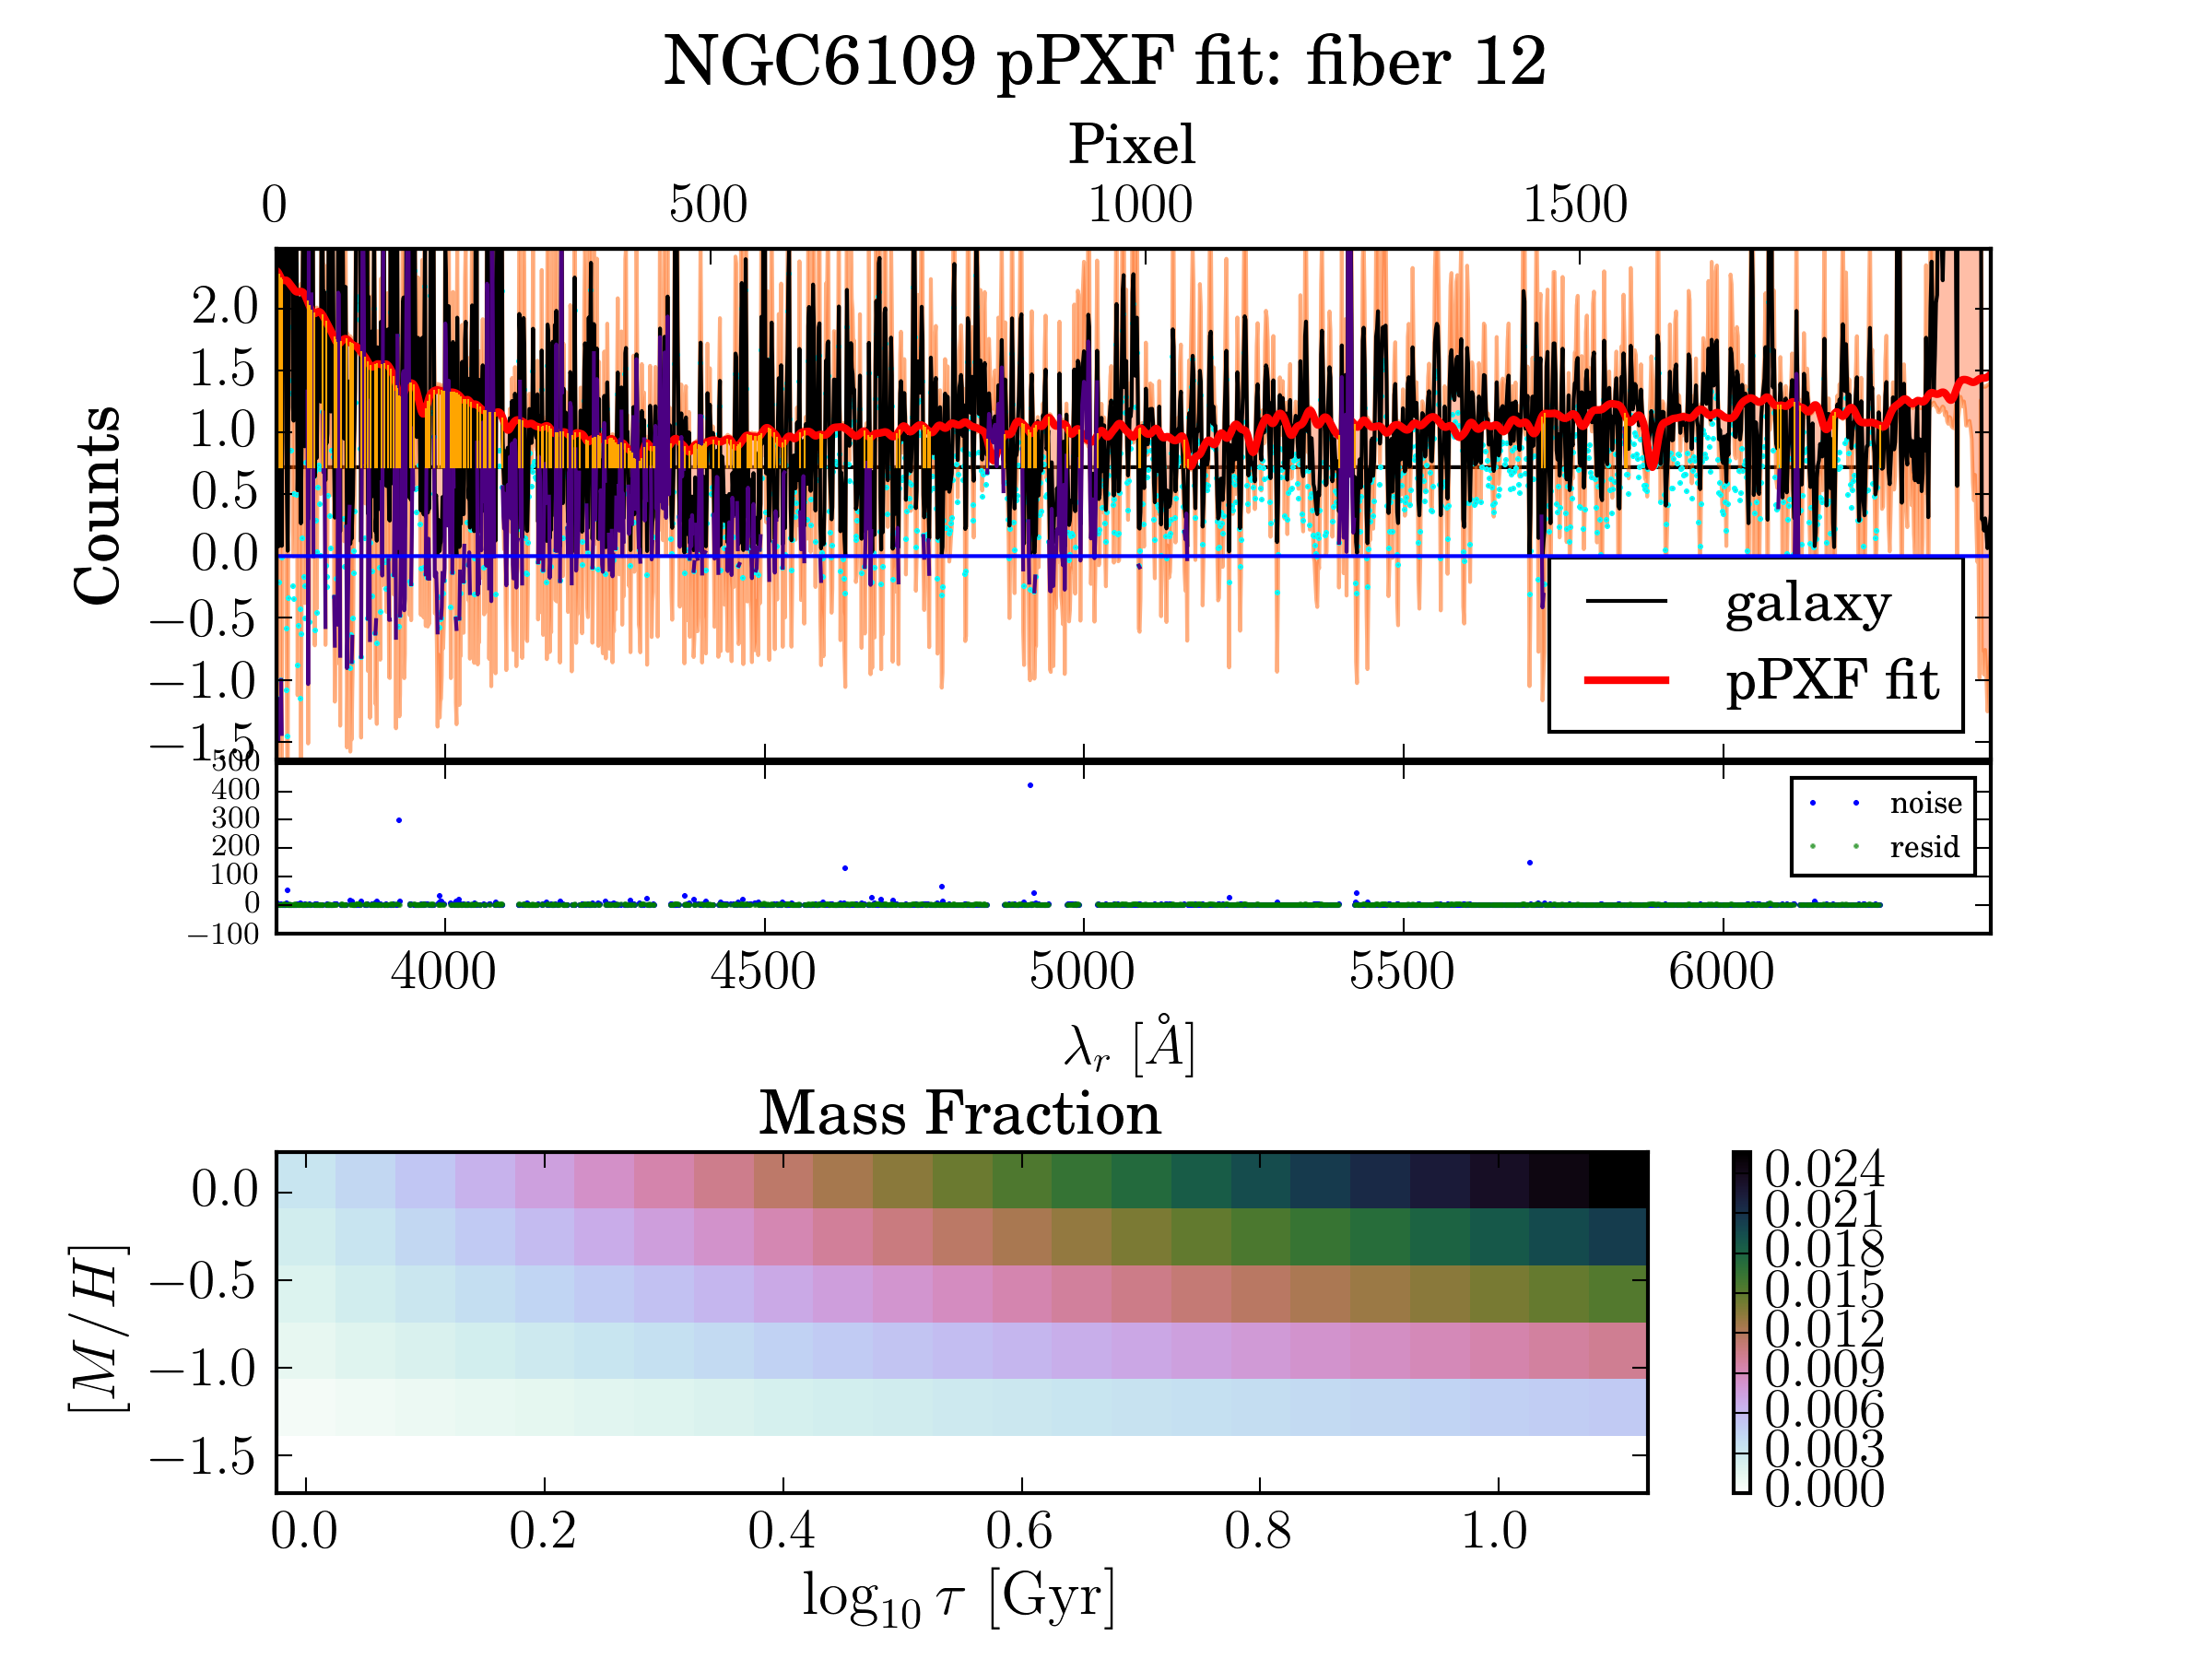 NGC6109 pPXF fit: fiber 12
Pixel
0 500 1000 1500
Counts
2.0
1.5
1.0
0.5
0.0
−0.5
−1.0
−1.5
galaxy
pPXF fit
500
400
300
200
100
0
−100
noise
resid
4000 4500 5000 5500 6000
λr [Å]
Mass Fraction
[M/H]
0.0
−0.5
−1.0
−1.5
0.0 0.2 0.4 0.6 0.8 1.0
log10 τ [Gyr]
0.024
0.021
0.018
0.015
0.012
0.009
0.006
0.003
0.000